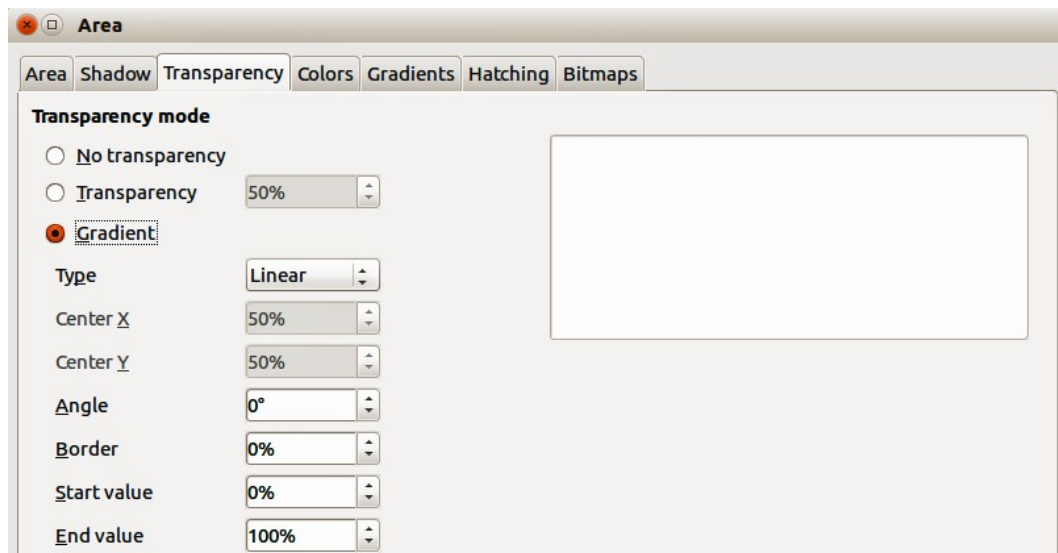 Area
Area Shadow Transparency Colors Gradients Hatching Bitmaps
Transparency mode
No transparency
Transparency 50%
Gradient
Type Linear
Center X 50%
Center Y 50%
Angle 0°
Border 0%
Start value 0%
End value 100%